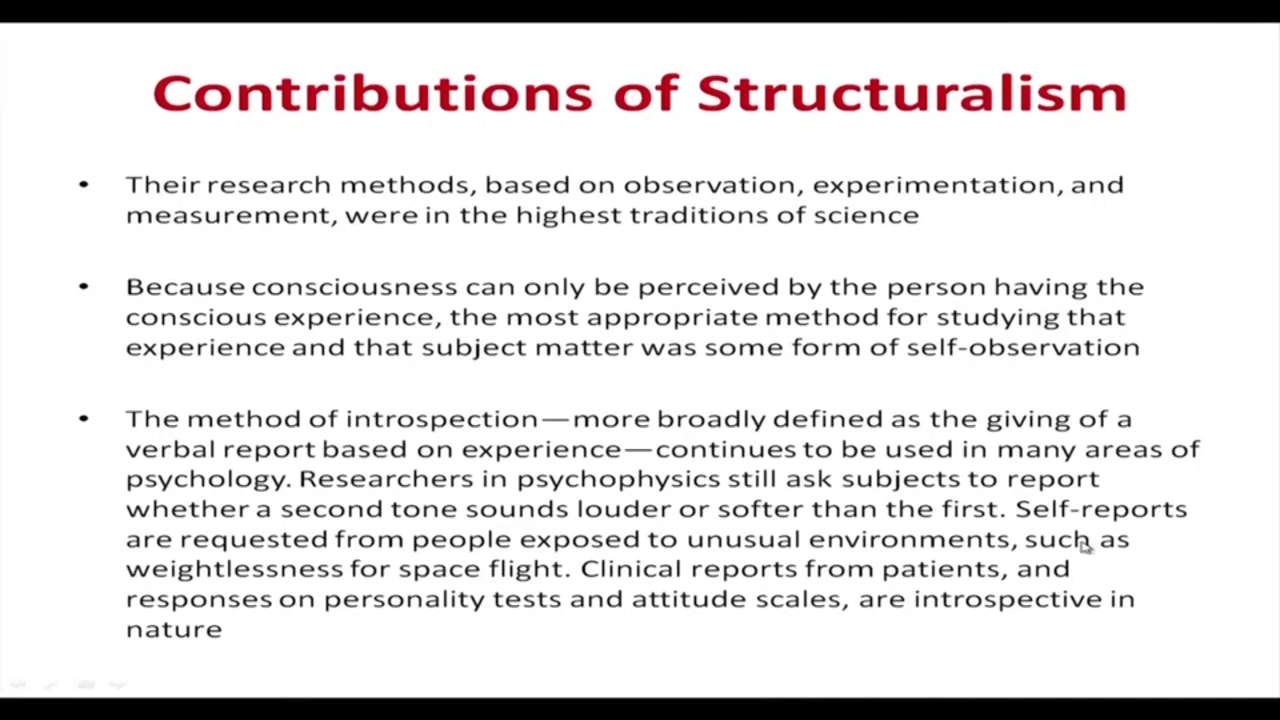 Contributions of Structuralism
• Their research methods, based on observation, experimentation, and
measurement, were in the highest traditions of science
• Because consciousness can only be perceived by the person having the
conscious experience, the most appropriate method for studying that
experience and that subject matter was some form of self-observation
• The method of introspection—more broadly defined as the giving of a
verbal report based on experience—continues to be used in many areas of
psychology. Researchers in psychophysics still ask subjects to report
whether a second tone sounds louder or softer than the first. Self-reports
are requested from people exposed to unusual environments, such as
weightlessness for space flight. Clinical reports from patients, and
responses on personality tests and attitude scales, are introspective in
nature